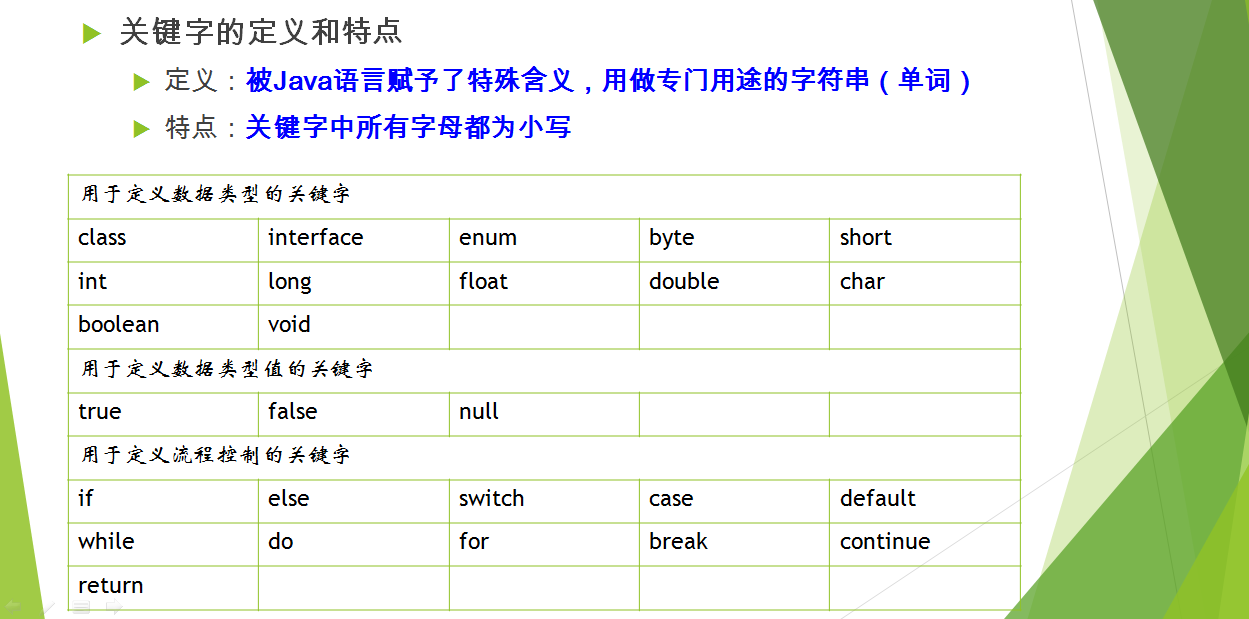 关键字的定义和特点
定义：被Java语言赋予了特殊含义，用做专门用途的字符串（单词）
特点：关键字中所有字母都为小写
用于定义数据类型的关键字
class interface enum byte short
int long float double char
boolean void
用于定义数据类型值的关键字
true false null
用于定义流程控制的关键字
if else switch case default
while do for break continue
return